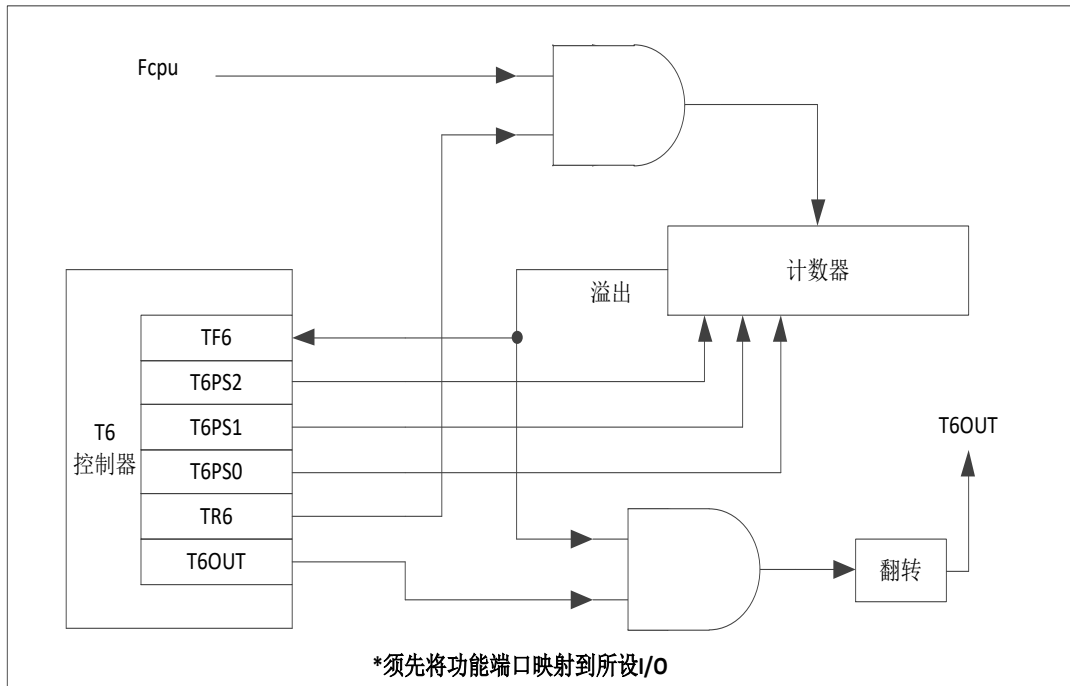 Fcpu
计数器
溢出
TF6
T6PS2
T6PS1
T6PS0
TR6
T6OUT
T6
控制器
T6OUT
翻转
*须先将功能端口映射到所设I/O